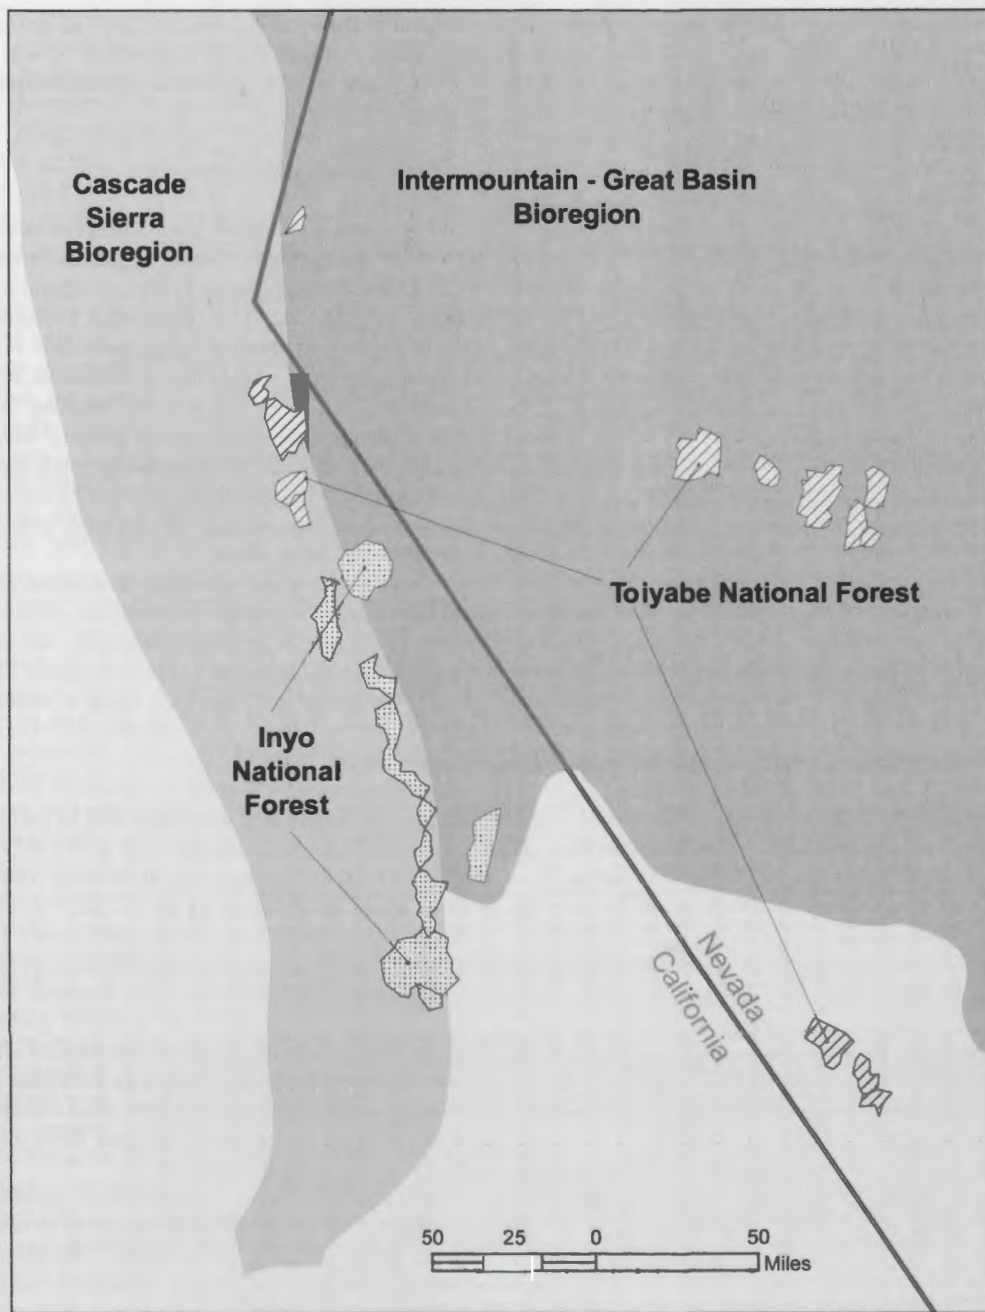 Cascade
Sierra
Bioregion
Intermountain - Great Basin
Bioregion
Toiyabe National Forest
Inyo
National
Forest
Nevada
California
50 25 0 50
Miles